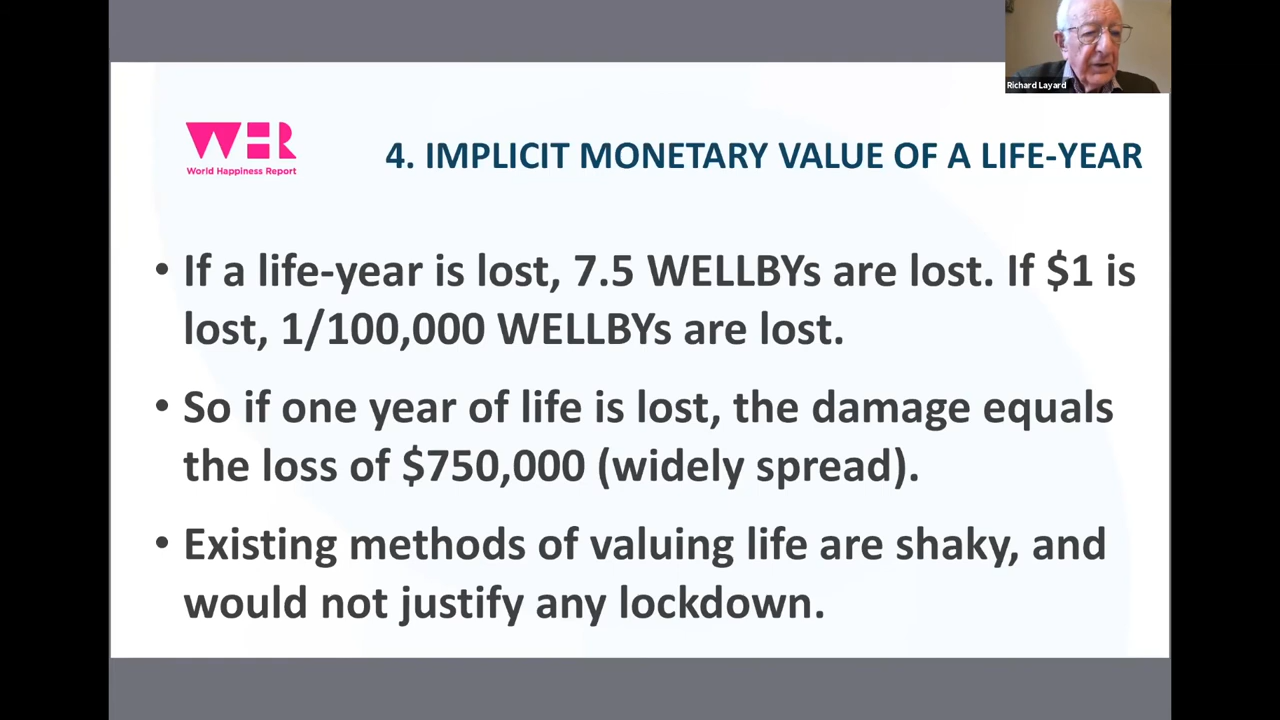 Richard Layard
WHR
World Happiness Report
4. IMPLICIT MONETARY VALUE OF A LIFE-YEAR
• If a life-year is lost, 7.5 WELLBYs are lost. If $1 is
lost, 1/100,000 WELLBYs are lost.
• So if one year of life is lost, the damage equals
the loss of $750,000 (widely spread).
• Existing methods of valuing life are shaky, and
would not justify any lockdown.